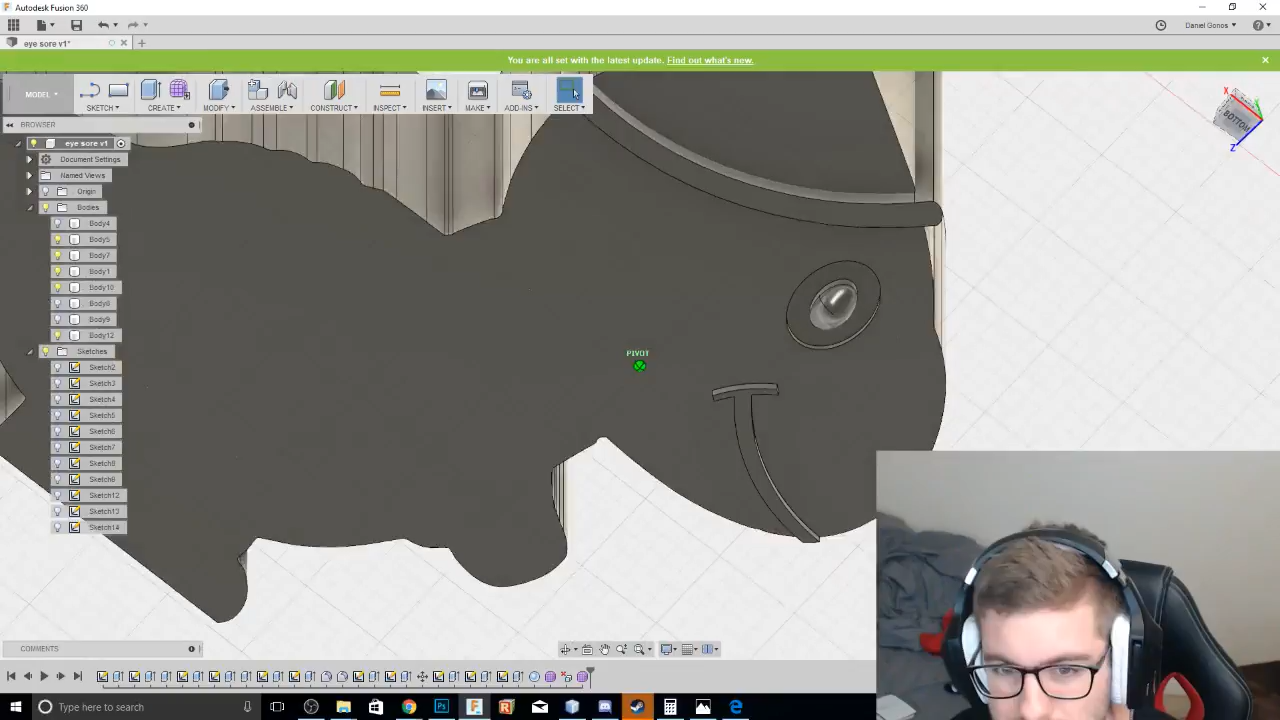 Autodesk Fusion 360
Daniel Gonos
eye sore v1*
You are all set with the latest update. Find out what's new.
MODEL
SKETCH
CREATE
MODIFY
ASSEMBLE
CONSTRUCT
INSPECT
INSERT
MAKE
ADD-INS
SELECT
BROWSER
eye sore v1
Document Settings
Named Views
Origin
Bodies
Body4
Body5
Body7
Body1
Body10
Body8
Body9
Body12
Sketches
Sketch2
Sketch3
Sketch4
Sketch5
Sketch6
Sketch7
Sketch8
Sketch9
Sketch12
Sketch13
Sketch14
PIVOT
X
Y
BOTTOM
Z
COMMENTS
Type here to search